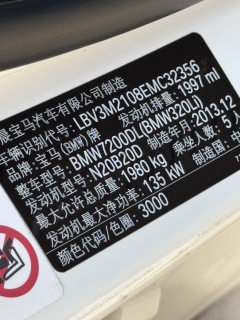 晨宝马汽车有限公司制造
车辆识别代号: LBV3M2108EMC32356
品牌: 宝马(BMW)牌 发动机排量: 1997 ml
整车型号: BMW7200DL(BMW320LI)
发动机型号: N20B20D 制造年月: 2013.12
最大允许总质量: 1980 kg 乘坐人数: 5 人
发动机最大净功率: 135 kW 制造国: 中
颜色代码/色圈: 3000